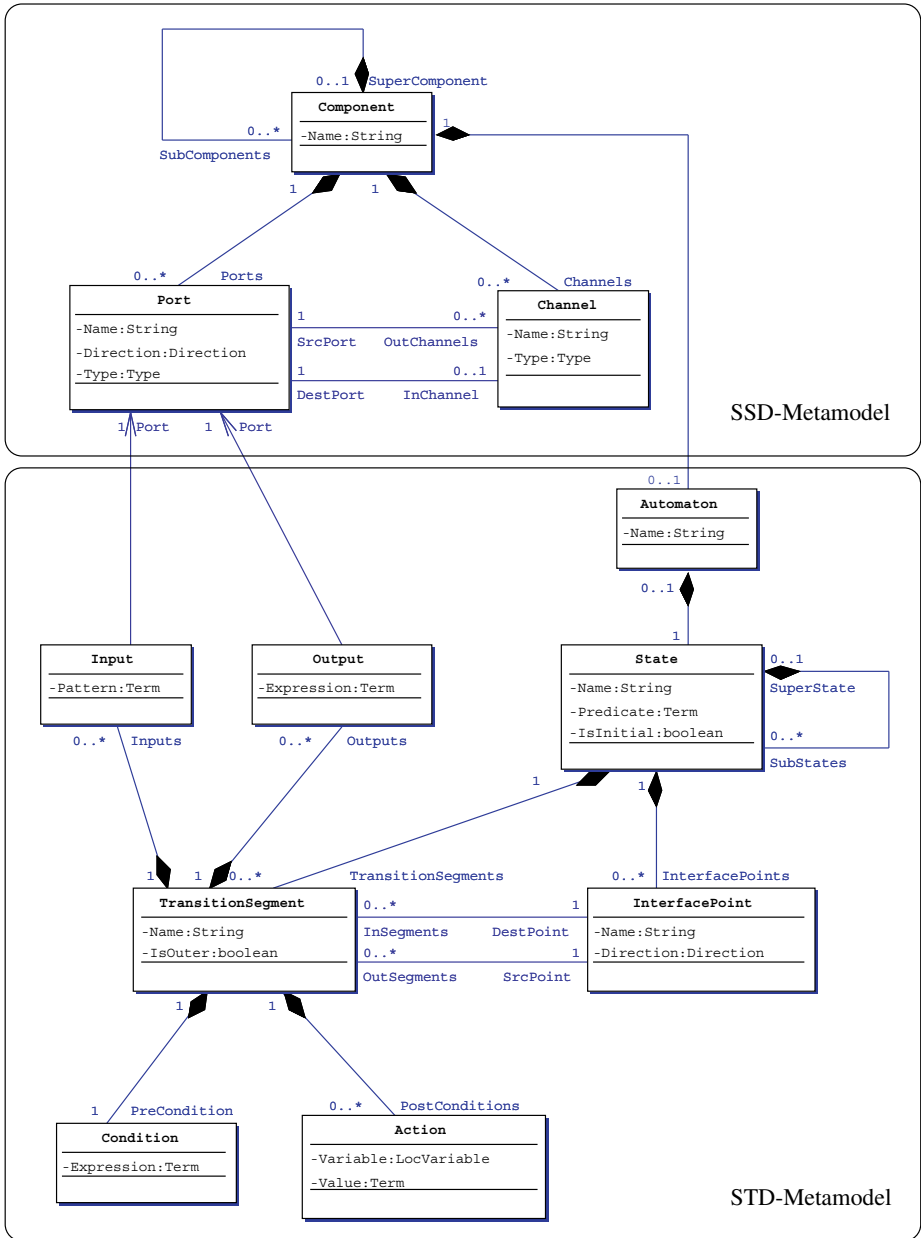 0..1 SuperComponent
Component
-Name:String
1
0..*
SubComponents
1
1
0..* Ports
0..* Channels
Port
-Name:String
-Direction:Direction
-Type:Type
Channel
-Name:String
-Type:Type
1 0..*
SrcPort OutChannels
1 0..1
DestPort InChannel
1 Port
1 Port
SSD-Metamodel
0..1
Automaton
-Name:String
0..1
1
Input
-Pattern:Term
Output
-Expression:Term
State
-Name:String
-Predicate:Term
-IsInitial:boolean
0..1
SuperState
0..*
SubStates
0..* Inputs
0..* Outputs
1
1
1
1
0..*
TransitionSegments
0..* InterfacePoints
TransitionSegment
-Name:String
-IsOuter:boolean
0..* 1
InSegments DestPoint
0..* 1
OutSegments SrcPoint
InterfacePoint
-Name:String
-Direction:Direction
1
1
1 PreCondition
0..* PostConditions
Condition
-Expression:Term
Action
-Variable:LocVariable
-Value:Term
STD-Metamodel